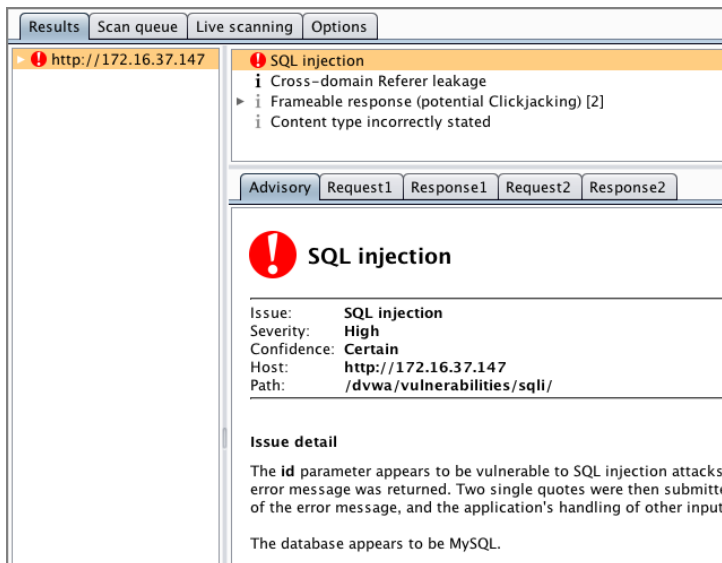 Results Scan queue Live scanning Options
http://172.16.37.147
SQL injection
Cross-domain Referer leakage
Frameable response (potential Clickjacking) [2]
Content type incorrectly stated
Advisory Request1 Response1 Request2 Response2
SQL injection
Issue: SQL injection
Severity: High
Confidence: Certain
Host: http://172.16.37.147
Path: /dvwa/vulnerabilities/sqli/
Issue detail
The id parameter appears to be vulnerable to SQL injection attacks
error message was returned. Two single quotes were then submitte
of the error message, and the application's handling of other input
The database appears to be MySQL.